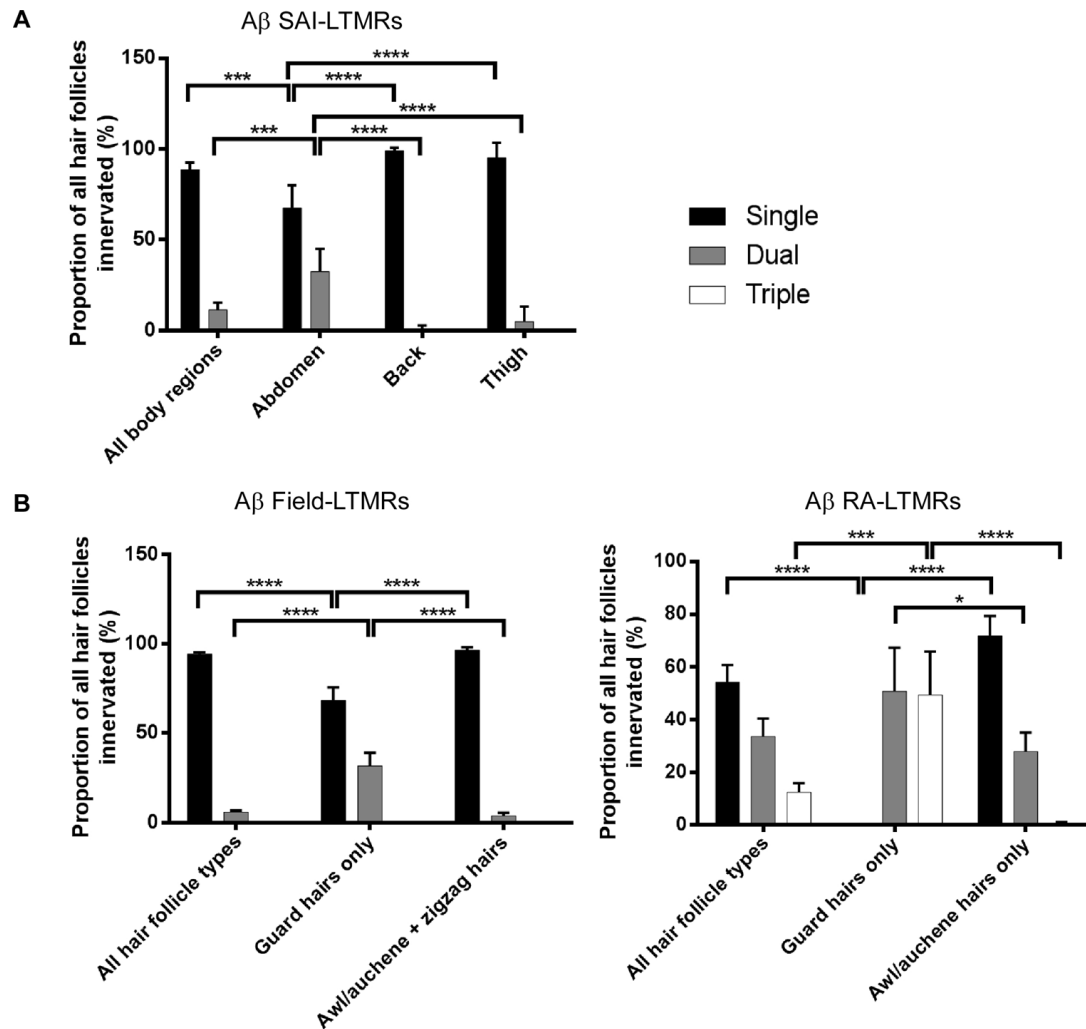 A
Aβ SAI-LTMRs
Proportion of all hair follicles
innervated (%)
150
100
50
0
****
*** ****
****
*** ****
All body regions
Abdomen
Back
Thigh
Single
Dual
Triple
B
Aβ Field-LTMRs
Proportion of all hair follicles
innervated (%)
150
100
50
0
**** ****
**** ****
All hair follicle types
Guard hairs only
Awl/auchene + zigzag hairs
Aβ RA-LTMRs
Proportion of all hair follicles
innervated (%)
100
80
60
40
20
0
*** ****
**** ****
*
All hair follicle types
Guard hairs only
Awl/auchene hairs only